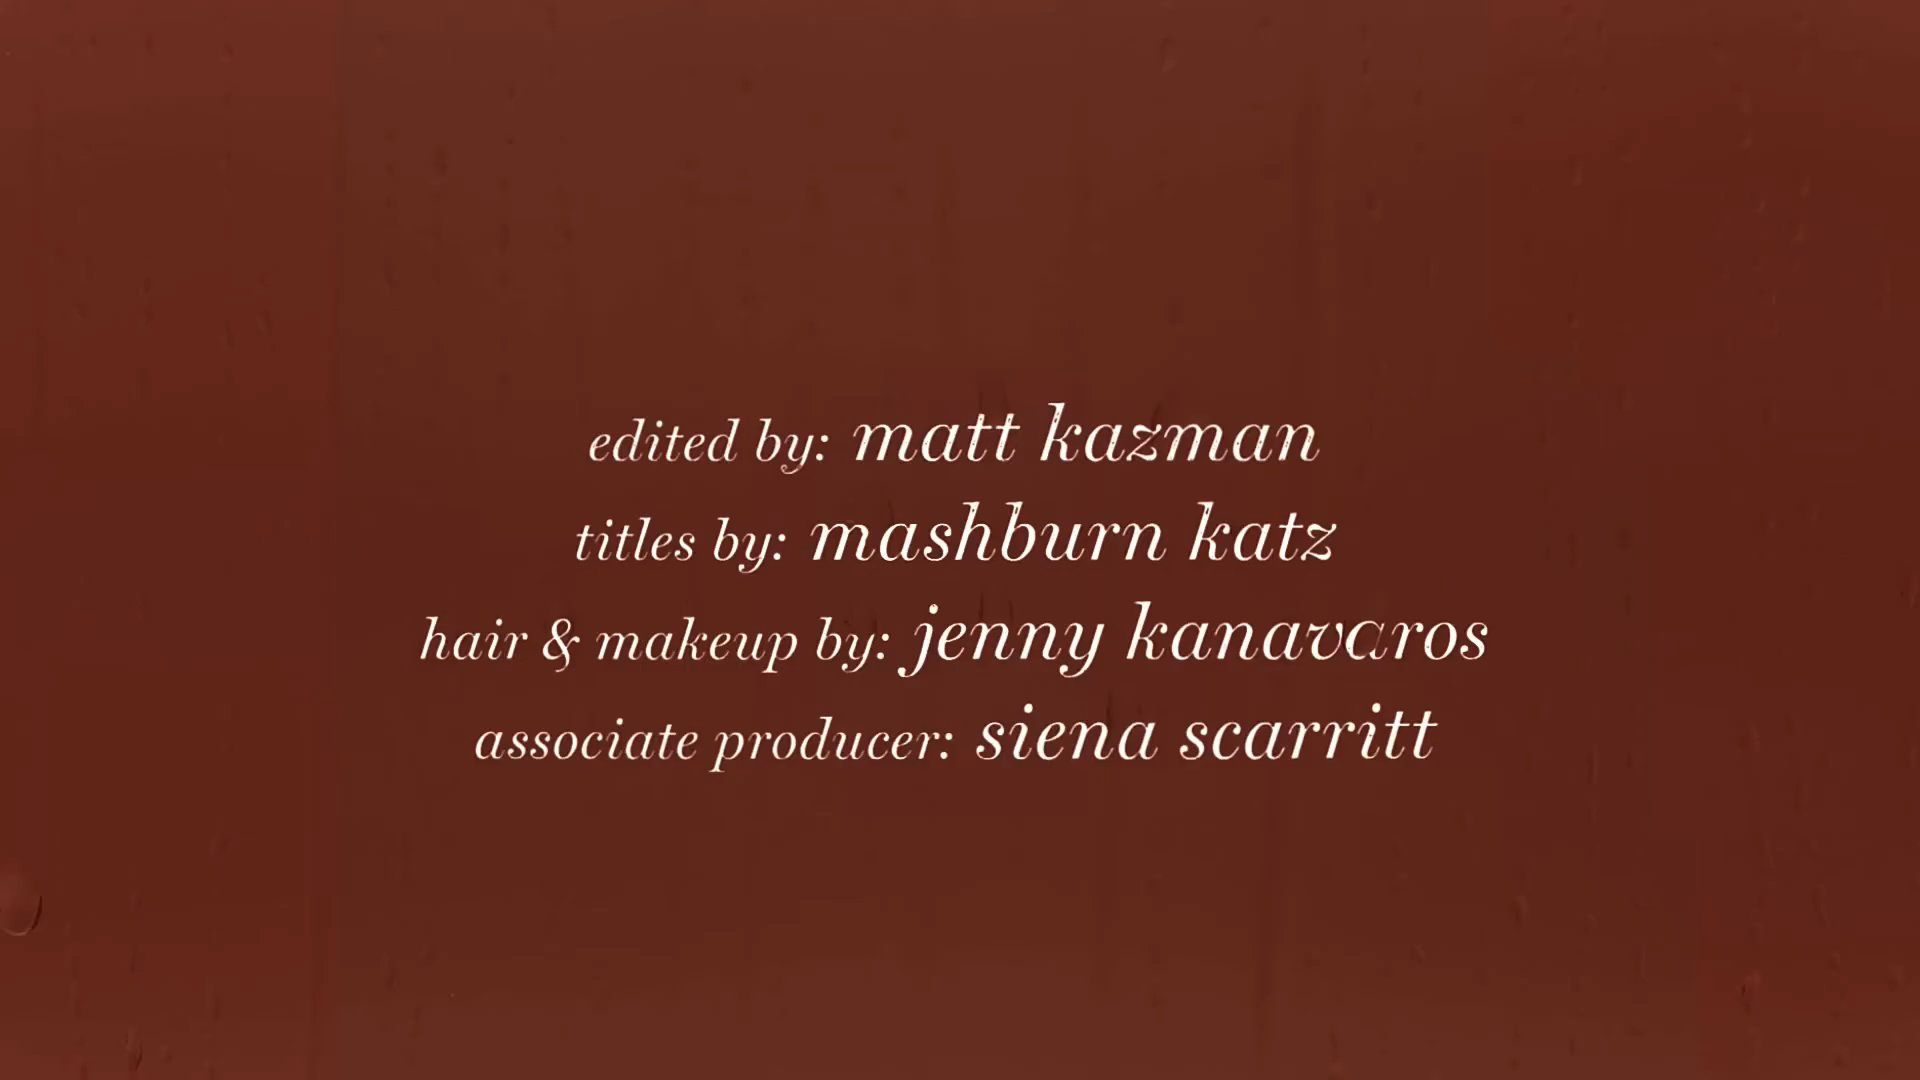 edited by: matt kazman
titles by: mashburn katz
hair & makeup by: jenny kanavaros
associate producer: siena scarritt